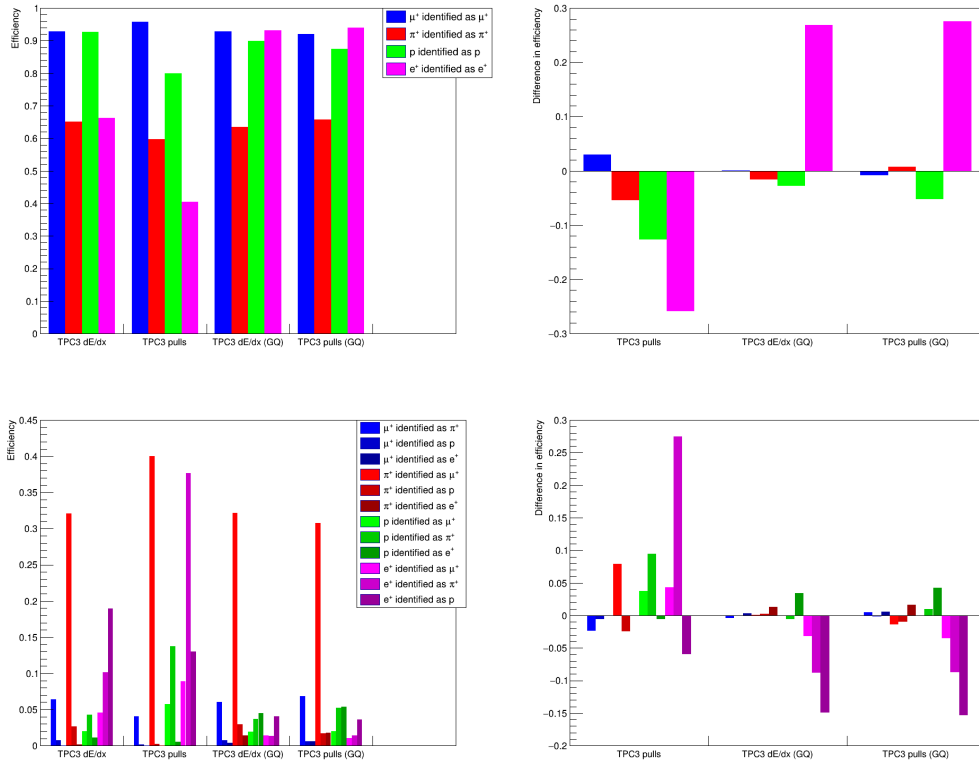 Efficiency
1
0.9
0.8
0.7
0.6
0.5
0.4
0.3
0.2
0.1
0
TPC3 dE/dx
TPC3 pulls
TPC3 dE/dx (GQ)
TPC3 pulls (GQ)
μ⁺ identified as μ⁺
π⁺ identified as π⁺
p identified as p
e⁺ identified as e⁺
Difference in efficiency
0.3
0.2
0.1
0
−0.1
−0.2
−0.3
TPC3 pulls
TPC3 dE/dx (GQ)
TPC3 pulls (GQ)
Efficiency
0.45
0.4
0.35
0.3
0.25
0.2
0.15
0.1
0.05
0
TPC3 dE/dx
TPC3 pulls
TPC3 dE/dx (GQ)
TPC3 pulls (GQ)
μ⁺ identified as π⁺
μ⁺ identified as p
μ⁺ identified as e⁺
π⁺ identified as μ⁺
π⁺ identified as p
π⁺ identified as e⁺
p identified as μ⁺
p identified as π⁺
p identified as e⁺
e⁺ identified as μ⁺
e⁺ identified as π⁺
e⁺ identified as p
Difference in efficiency
0.3
0.25
0.2
0.15
0.1
0.05
0
−0.05
−0.1
−0.15
−0.2
TPC3 pulls
TPC3 dE/dx (GQ)
TPC3 pulls (GQ)